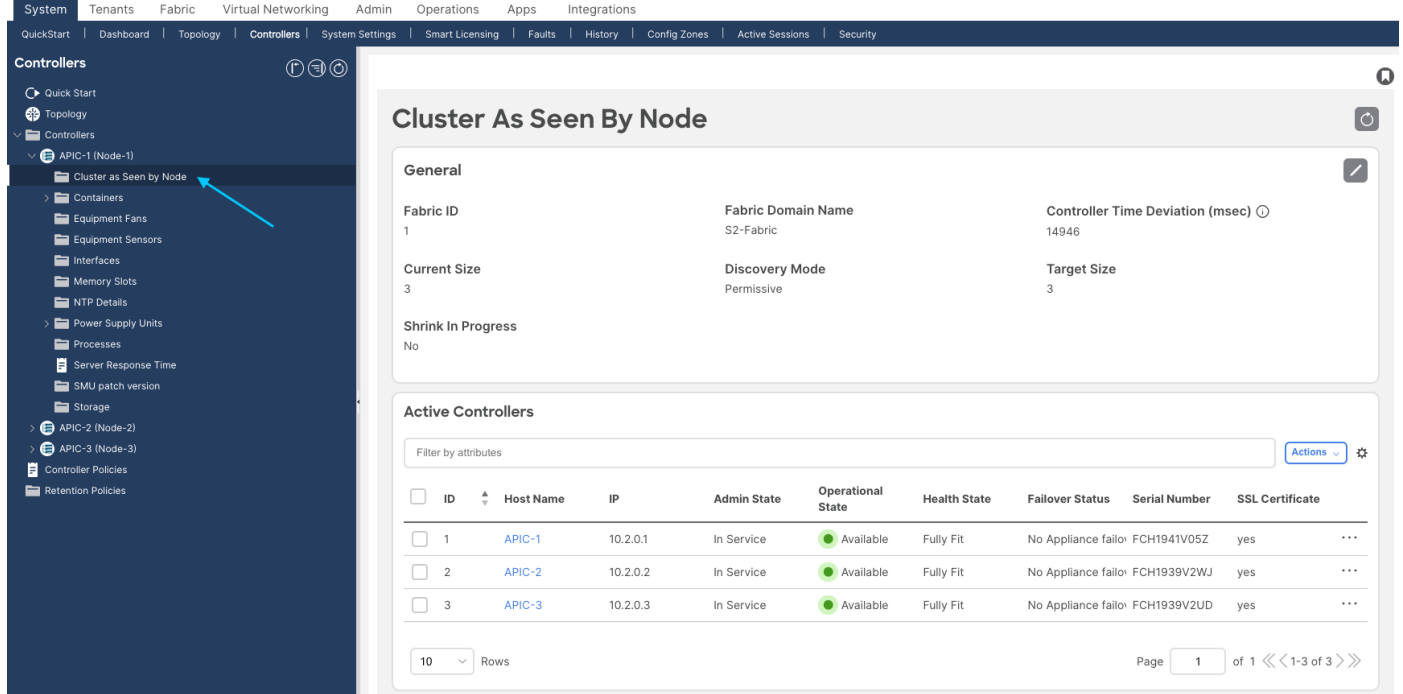 System Tenants Fabric Virtual Networking Admin Operations Apps Integrations
QuickStart | Dashboard | Topology | Controllers | System Settings | Smart Licensing | Faults | History | Config Zones | Active Sessions | Security
Controllers
Quick Start
Topology
Controllers
APIC-1 (Node-1)
Cluster as Seen by Node
Containers
Equipment Fans
Equipment Sensors
Interfaces
Memory Slots
NTP Details
Power Supply Units
Processes
Server Response Time
SMU patch version
Storage
APIC-2 (Node-2)
APIC-3 (Node-3)
Controller Policies
Retention Policies
Cluster As Seen By Node
General
Fabric ID Fabric Domain Name Controller Time Deviation (msec)
1 S2-Fabric 14946
Current Size Discovery Mode Target Size
3 Permissive 3
Shrink In Progress
No
Active Controllers
Filter by attributes Actions
ID Host Name IP Admin State Operational State Health State Failover Status Serial Number SSL Certificate
1 APIC-1 10.2.0.1 In Service Available Fully Fit No Appliance failov FCH1941V05Z yes ...
2 APIC-2 10.2.0.2 In Service Available Fully Fit No Appliance failov FCH1939V2WJ yes ...
3 APIC-3 10.2.0.3 In Service Available Fully Fit No Appliance failov FCH1939V2UD yes ...
10 Rows Page 1 of 1 1-3 of 3